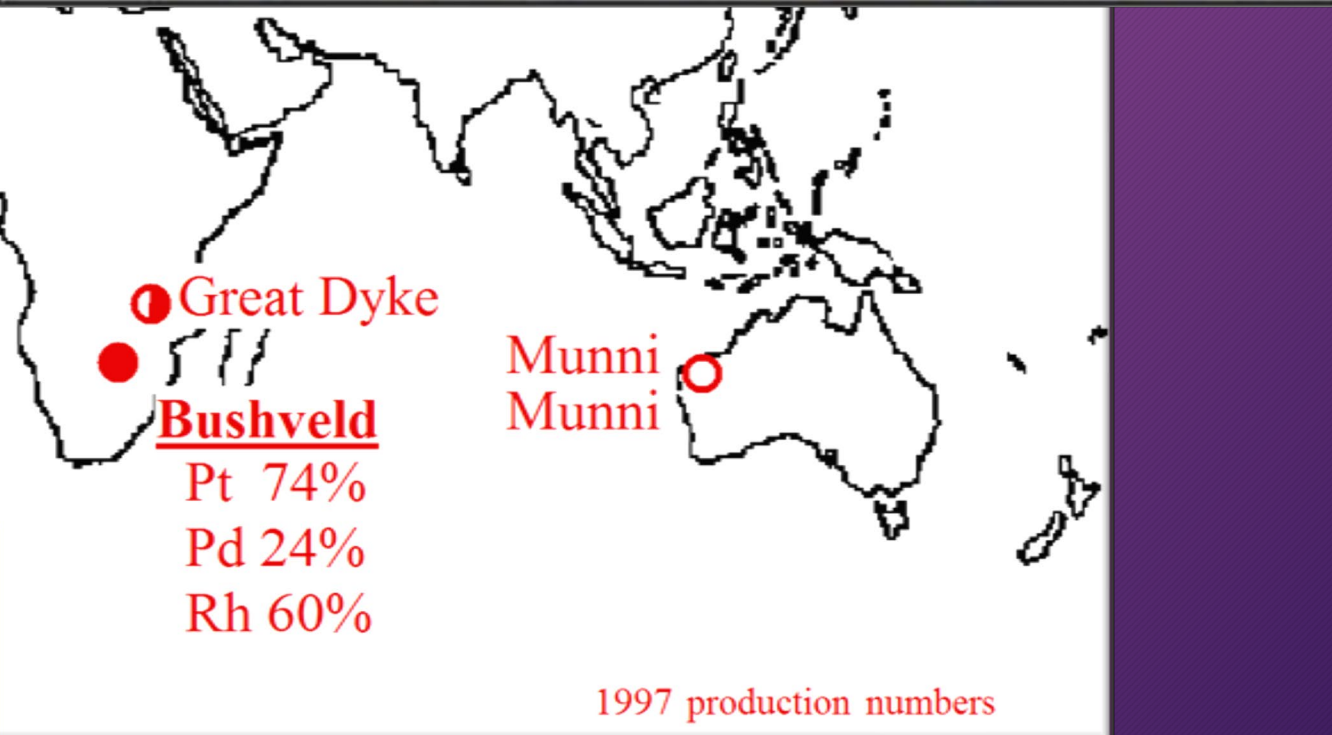 Great Dyke
Munni
Munni
Bushveld
Pt 74%
Pd 24%
Rh 60%
1997 production numbers